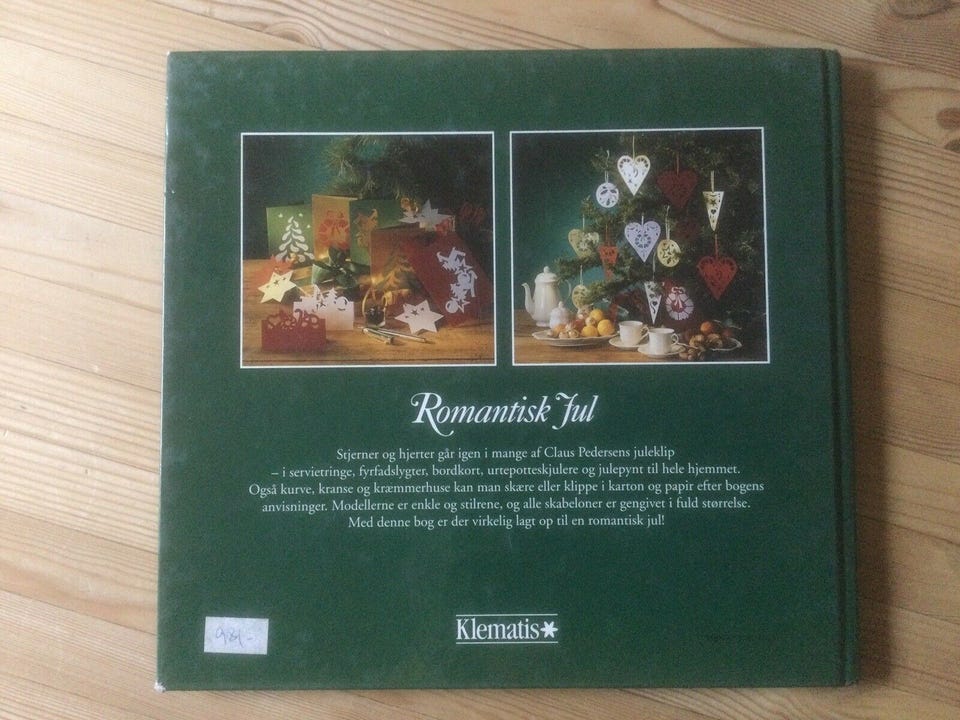 Romantisk Jul
Stjerner og hjerter går igen i mange af Claus Pedersens juleklip
– i servietringe, fyrfadslygter, bordkort, urtepotteskjulere og julepynt til hele hjemmet.
Også kurve, kranse og kræmmerhuse kan man skære eller klippe i karton og papir efter bogens
anvisninger. Modellerne er enkle og stilrene, og alle skabeloner er gengivet i fuld størrelse.
Med denne bog er der virkelig lagt op til en romantisk jul!
Klematis